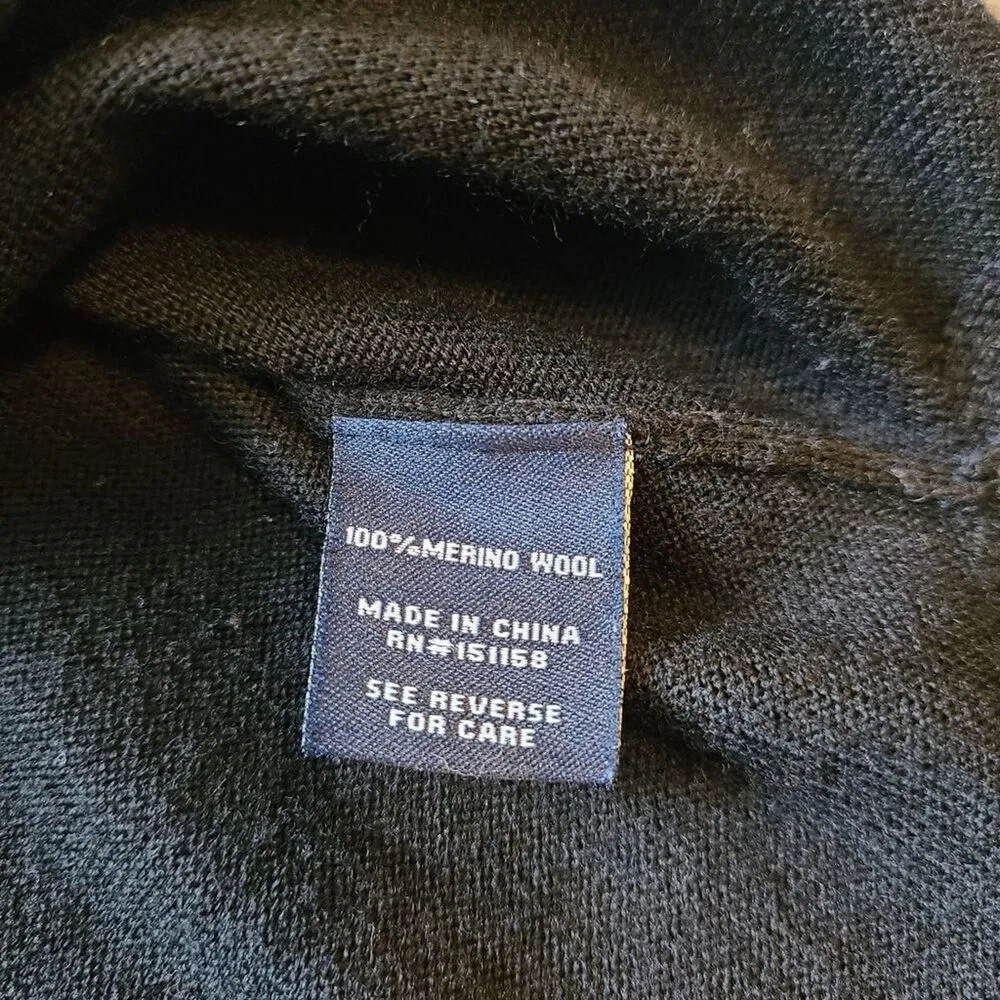 100%MERINO WOOL
MADE IN CHINA
RN#151158
SEE REVERSE
FOR CARE